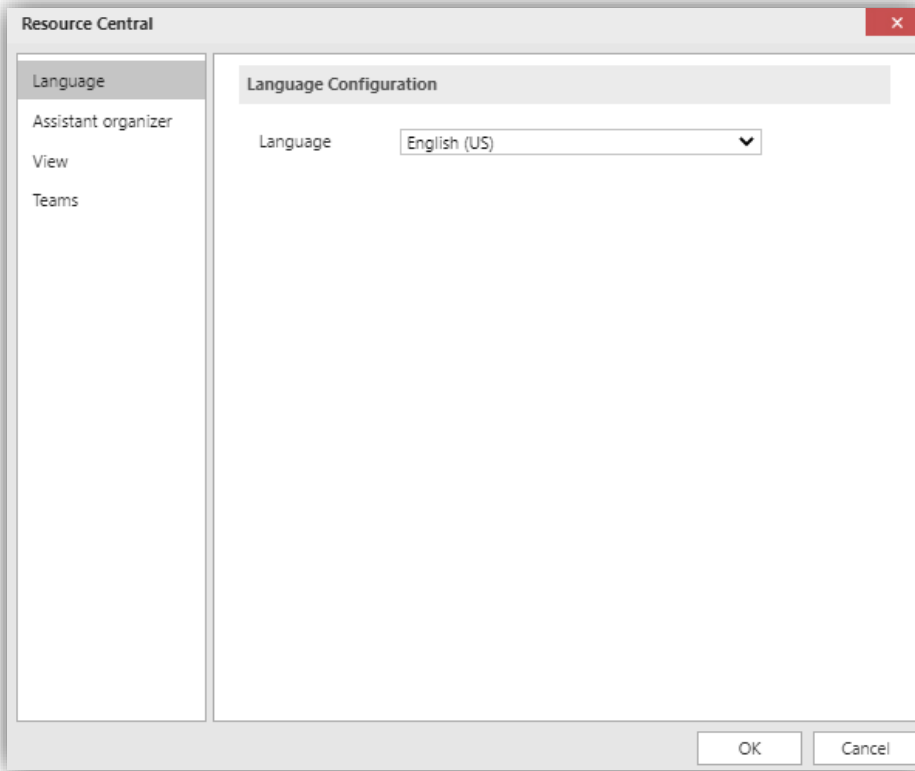 Resource Central
Language
Assistant organizer
View
Teams
Language Configuration
Language English (US)
OK Cancel